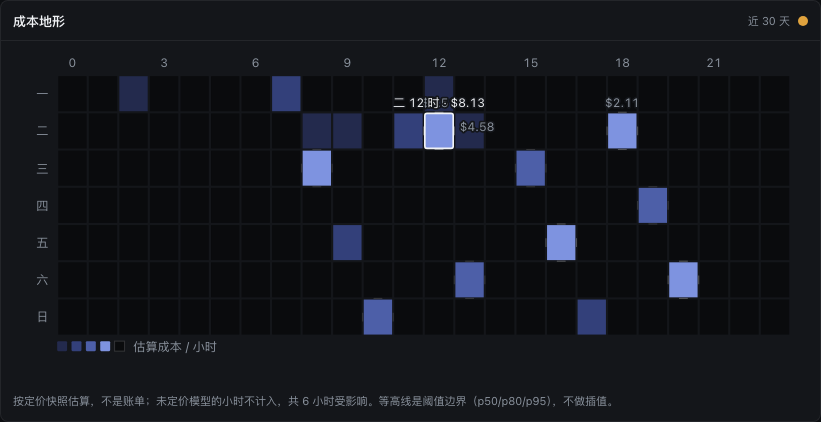 成本地形
近 30 天
0 3 6 9 12 15 18 21
一
二 12时 $8.13
$2.11
二
$4.58
三
四
五
六
日
估算成本 / 小时
按定价快照估算，不是账单；未定价模型的小时不计入，共 6 小时受影响。等高线是阈值边界（p50/p80/p95），不做插值。